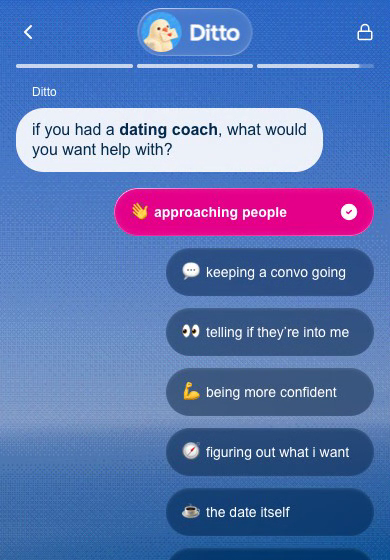 Ditto
Ditto
if you had a dating coach, what would
you want help with?
👋 approaching people
💬 keeping a convo going
👀 telling if they're into me
💪 being more confident
🧭 figuring out what i want
☕ the date itself